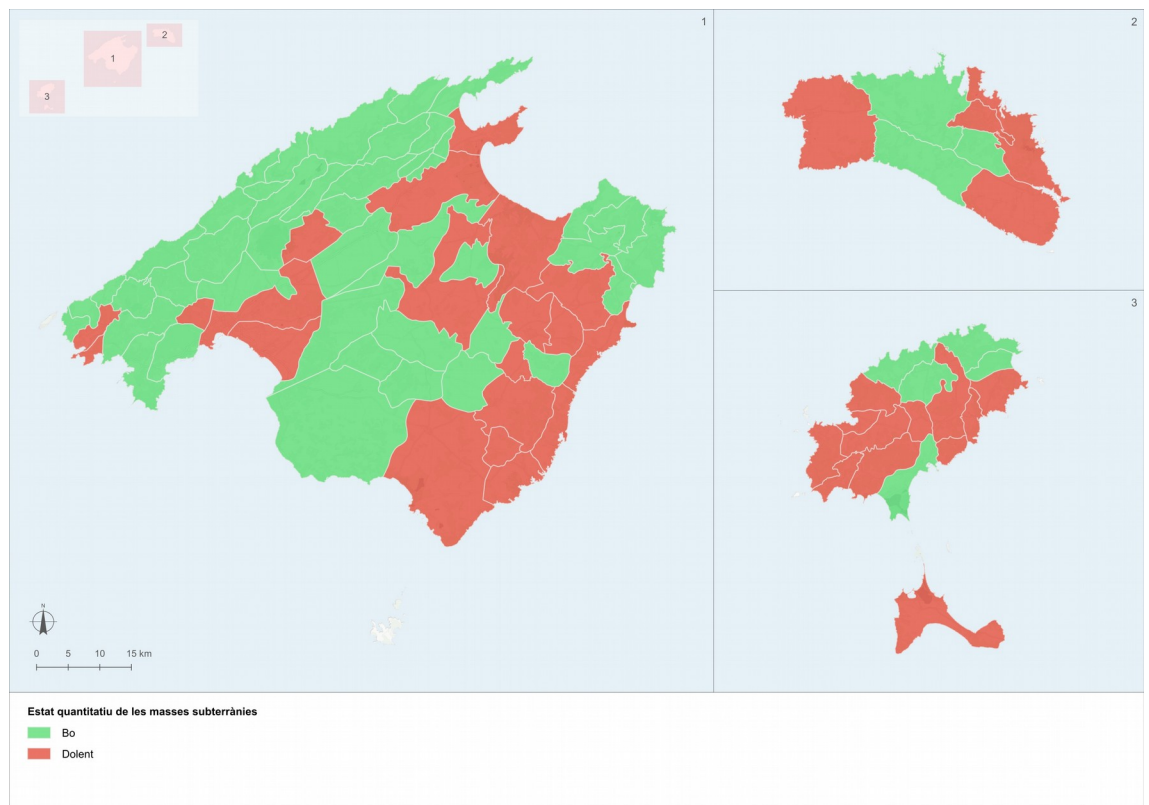 1
2
1
2
3
3
N
0 5 10 15 km
Estat quantitatiu de les masses subterrànies
Bo
Dolent